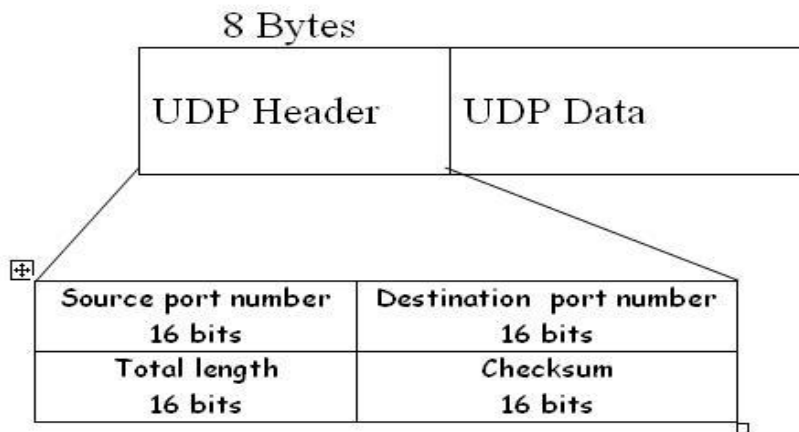 8 Bytes
UDP Header
UDP Data
Source port number
16 bits
Destination port number
16 bits
Total length
16 bits
Checksum
16 bits